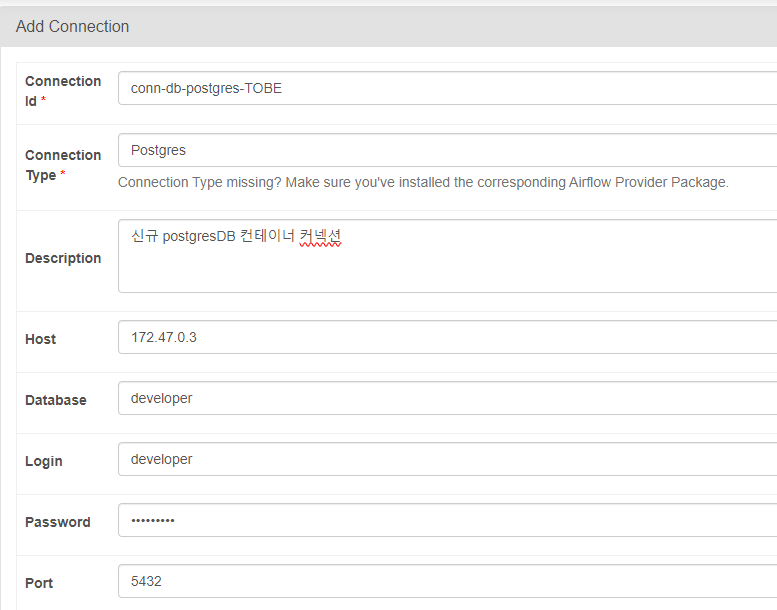 Add Connection
Connection
Id *
conn-db-postgres-TOBE
Connection
Type *
Postgres
Connection Type missing? Make sure you've installed the corresponding Airflow Provider Package.
Description
신규 postgresDB 컨테이너 커넥션
Host
172.47.0.3
Database
developer
Login
developer
Password
•••••••••
Port
5432